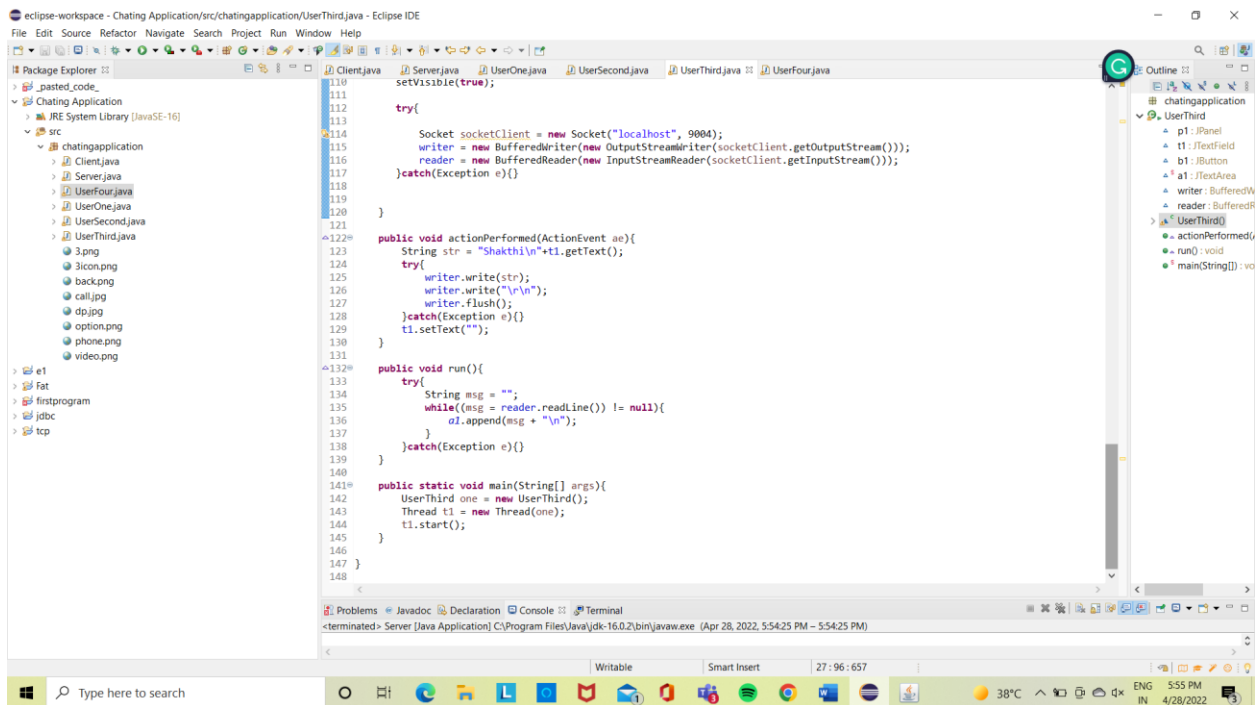 eclipse-workspace - Chating Application/src/chatingapplication/UserThird.java - Eclipse IDE
File Edit Source Refactor Navigate Search Project Run Window Help
Package Explorer
_pasted_code_
Chating Application
JRE System Library [JavaSE-16]
src
chatingapplication
Client.java
Server.java
UserFour.java
UserOne.java
UserSecond.java
UserThird.java
3.png
3icon.png
back.png
call.jpg
dp.jpg
option.png
phone.png
video.png
e1
Fat
firstprogram
jdbc
tcp
Client.java Server.java UserOne.java UserSecond.java UserThird.java UserFour.java
110 setVisible(true);
111
112 try{
113
114 Socket socketClient = new Socket("localhost", 9004);
115 writer = new BufferedWriter(new OutputStreamWriter(socketClient.getOutputStream()));
116 reader = new BufferedReader(new InputStreamReader(socketClient.getInputStream()));
117 }catch(Exception e){}
118
119
120 }
121
122 public void actionPerformed(ActionEvent ae){
123 String str = "Shakthi\n"+t1.getText();
124 try{
125 writer.write(str);
126 writer.write("\r\n");
127 writer.flush();
128 }catch(Exception e){}
129 t1.setText("");
130 }
131
132 public void run(){
133 try{
134 String msg = "";
135 while((msg = reader.readLine()) != null){
136 a1.append(msg + "\n");
137 }
138 }catch(Exception e){}
139 }
140
141 public static void main(String[] args){
142 UserThird one = new UserThird();
143 Thread t1 = new Thread(one);
144 t1.start();
145 }
146
147 }
148
G
Outline
chatingapplication
UserThird
p1 : JPanel
t1 : JTextField
b1 : JButton
S a1 : JTextArea
writer : BufferedW
reader : BufferedR
C UserThird()
actionPerformed(A
run() : void
S main(String[]) : vo
Problems Javadoc Declaration Console Terminal
<terminated> Server [Java Application] C:\Program Files\Java\jdk-16.0.2\bin\javaw.exe (Apr 28, 2022, 5:54:25 PM – 5:54:25 PM)
Writable Smart Insert 27 : 96 : 657
Type here to search
38°C ENG IN 5:55 PM 4/28/2022 3